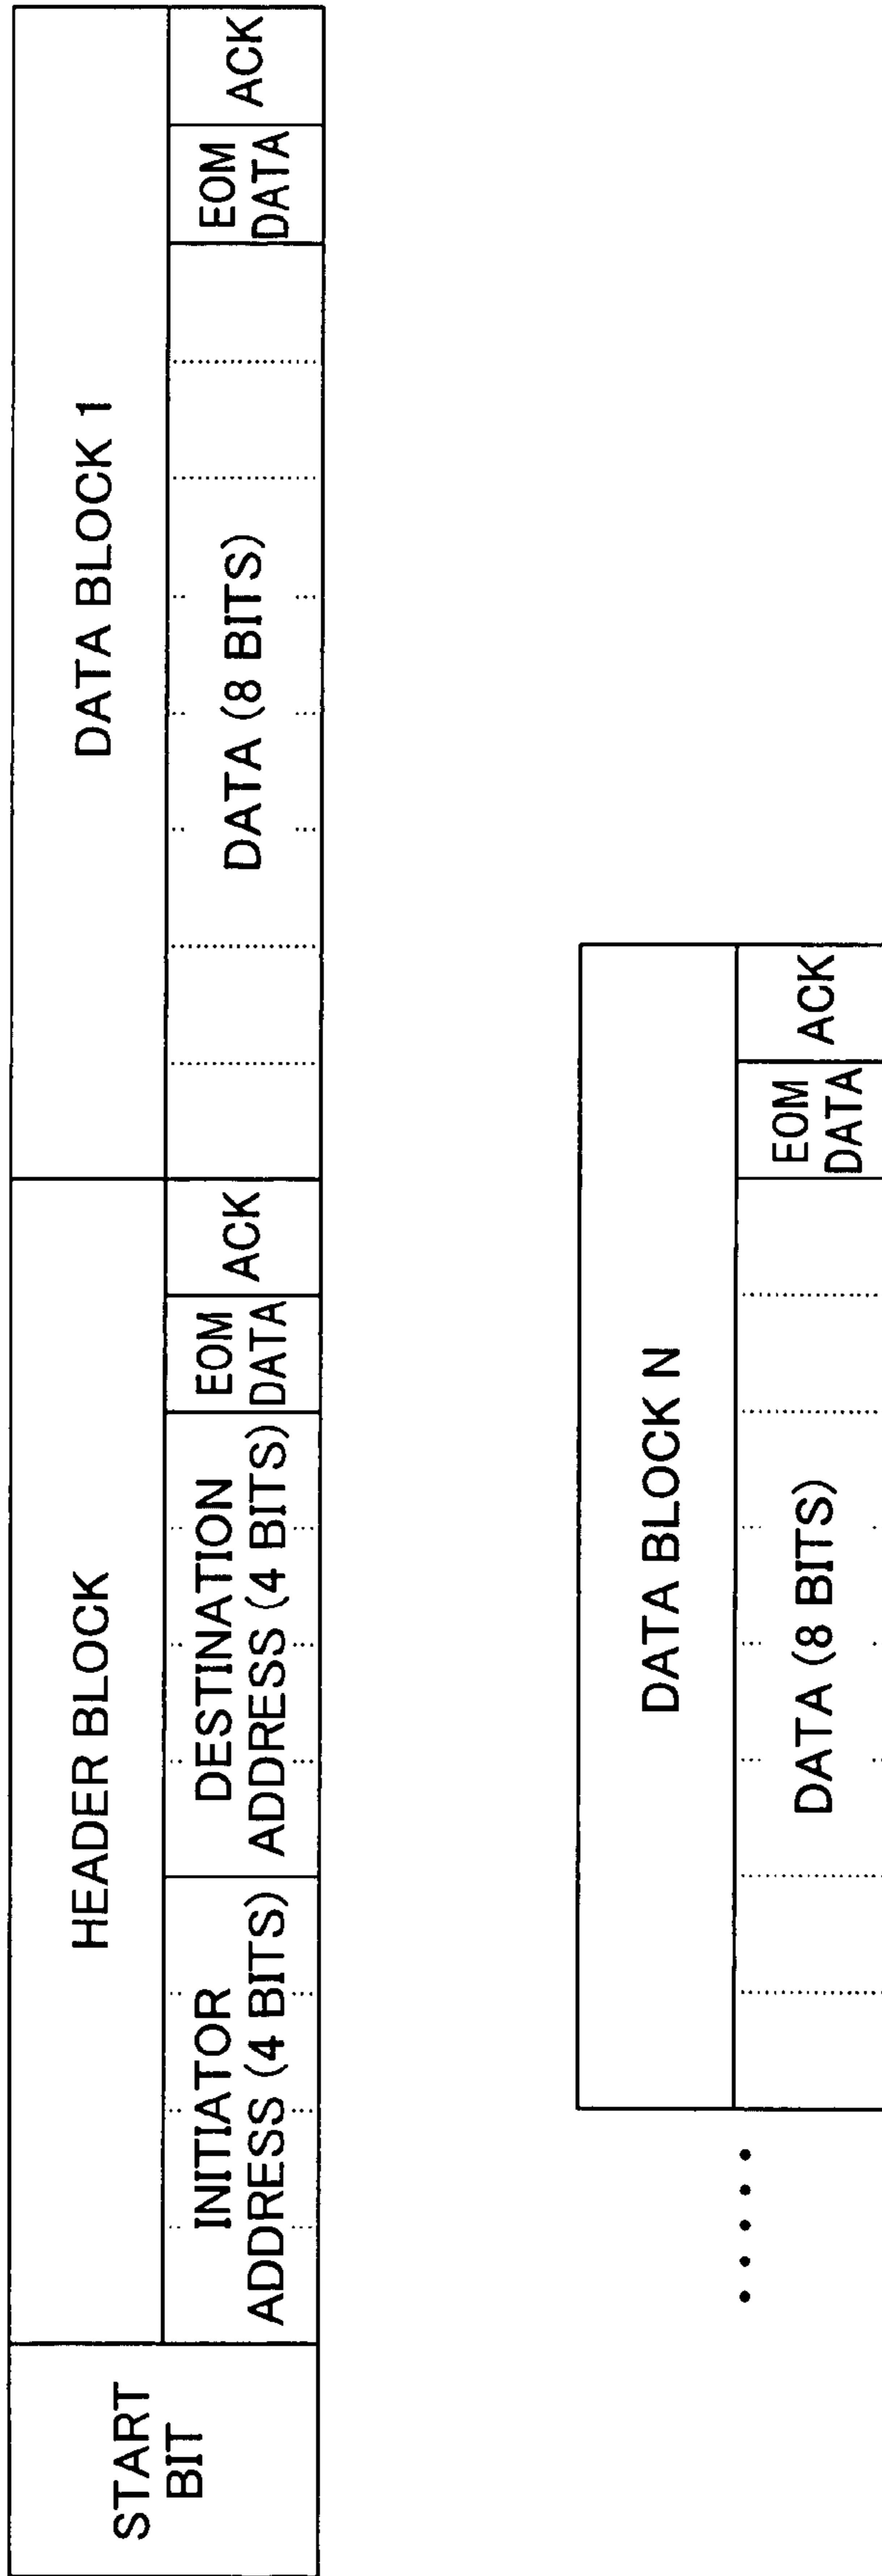 START
BIT
HEADER BLOCK
INITIATOR
ADDRESS (4 BITS)
DESTINATION
ADDRESS (4 BITS)
EOM
DATA
ACK
DATA BLOCK 1
DATA (8 BITS)
EOM
DATA
ACK
DATA BLOCK N
DATA (8 BITS)
EOM
DATA
ACK